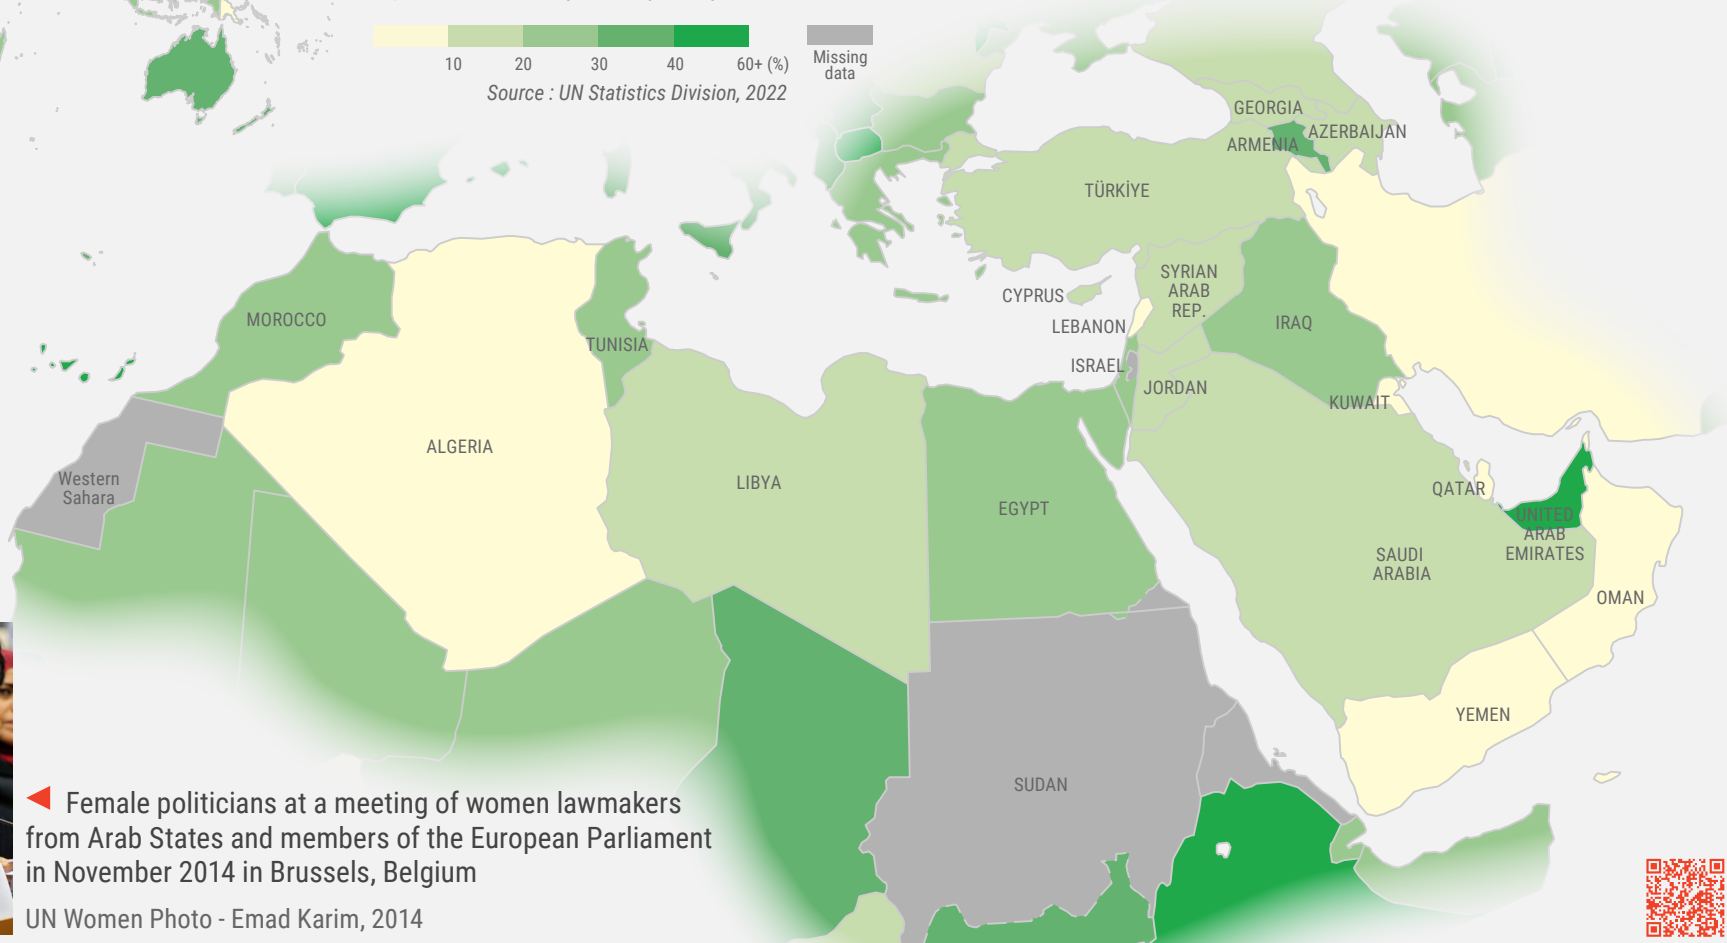 10 20 30 40 60+ (%)
Missing
data
Source : UN Statistics Division, 2022
GEORGIA
ARMENIA
AZERBAIJAN
TÜRKİYE
SYRIAN
ARAB
REP.
CYPRUS
LEBANON
IRAQ
MOROCCO
TUNISIA
ISRAEL
JORDAN
KUWAIT
ALGERIA
LIBYA
EGYPT
QATAR
Western
Sahara
UNITED
ARAB
EMIRATES
SAUDI
ARABIA
OMAN
YEMEN
SUDAN
◀ Female politicians at a meeting of women lawmakers
from Arab States and members of the European Parliament
in November 2014 in Brussels, Belgium
UN Women Photo - Emad Karim, 2014